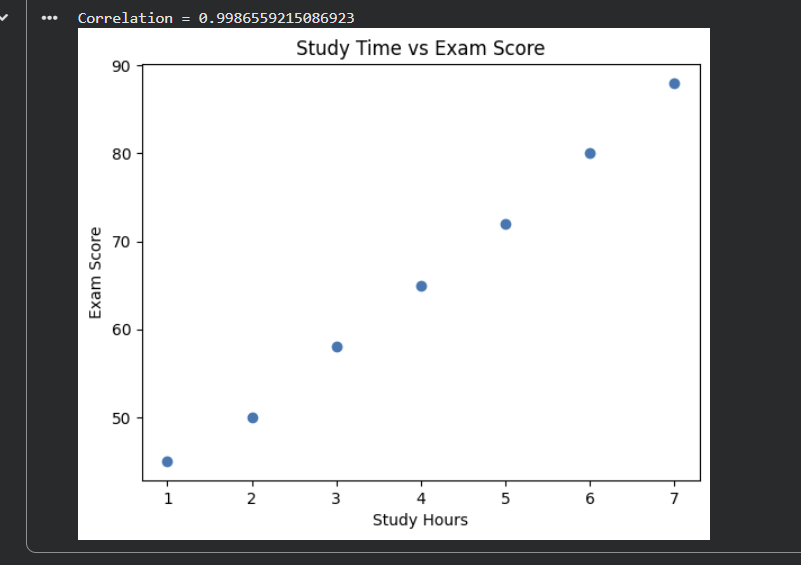 ••• Correlation = 0.9986559215086923
Study Time vs Exam Score
90
80
70
60
50
Exam Score
1 2 3 4 5 6 7
Study Hours